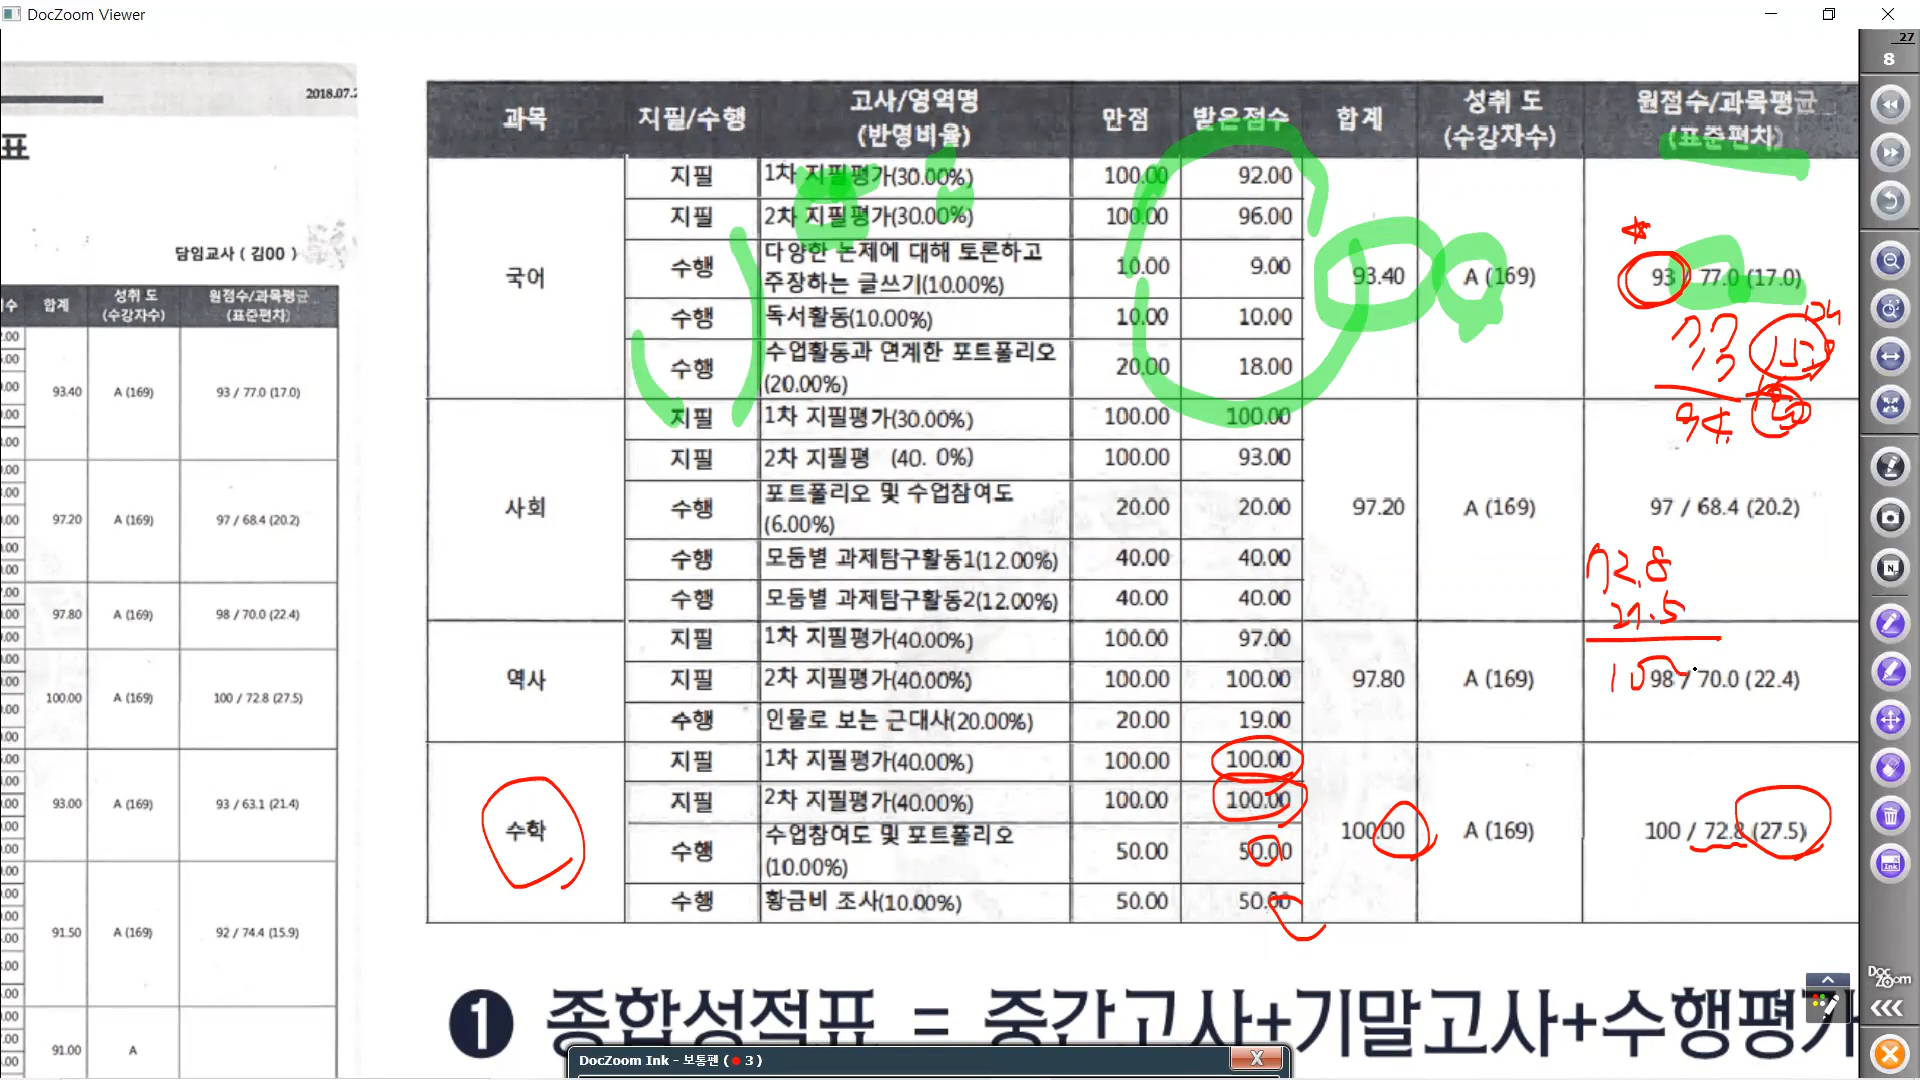 DocZoom Viewer
27
8
2018.07.2
표
담임교사 ( 김00 )
합계
성취 도
(수강자수)
원점수/과목평균
(표준편차)
93.40
A (169)
93 / 77.0 (17.0)
97.20
A (169)
97 / 68.4 (20.2)
97.80
A (169)
98 / 70.0 (22.4)
100.00
A (169)
100 / 72.8 (27.5)
93.00
A (169)
93 / 63.1 (21.4)
91.50
A (169)
92 / 74.4 (15.9)
91.00
A
과목
지필/수행
고사/영역명
(반영비율)
만점
받은점수
합계
성취 도
(수강자수)
원점수/과목평균
(표준편차)
국어
지필
1차 지필평가(30.00%)
100.00
92.00
지필
2차 지필평가(30.00%)
100.00
96.00
수행
다양한 논제에 대해 토론하고
주장하는 글쓰기(10.00%)
10.00
9.00
수행
독서활동(10.00%)
10.00
10.00
수행
수업활동과 연계한 포트폴리오
(20.00%)
20.00
18.00
93.40
A (169)
93 / 77.0 (17.0)
사회
지필
1차 지필평가(30.00%)
100.00
100.00
지필
2차 지필평 (40. 0%)
100.00
93.00
수행
포트폴리오 및 수업참여도
(6.00%)
20.00
20.00
수행
모둠별 과제탐구활동1(12.00%)
40.00
40.00
수행
모둠별 과제탐구활동2(12.00%)
40.00
40.00
97.20
A (169)
97 / 68.4 (20.2)
72.8
27.5
역사
지필
1차 지필평가(40.00%)
100.00
97.00
지필
2차 지필평가(40.00%)
100.00
100.00
수행
인물로 보는 근대사(20.00%)
20.00
19.00
97.80
A (169)
98 / 70.0 (22.4)
수학
지필
1차 지필평가(40.00%)
100.00
100.00
지필
2차 지필평가(40.00%)
100.00
100.00
수행
수업참여도 및 포트폴리오
(10.00%)
50.00
50.00
수행
황금비 조사(10.00%)
50.00
50.00
100.00
A (169)
100 / 72.8 (27.5)
❶ 종합성적표 = 중간고사+기말고사+수행평가
DocZoom Ink - 보통펜 ( 3 )
Doc Zoom
Ink